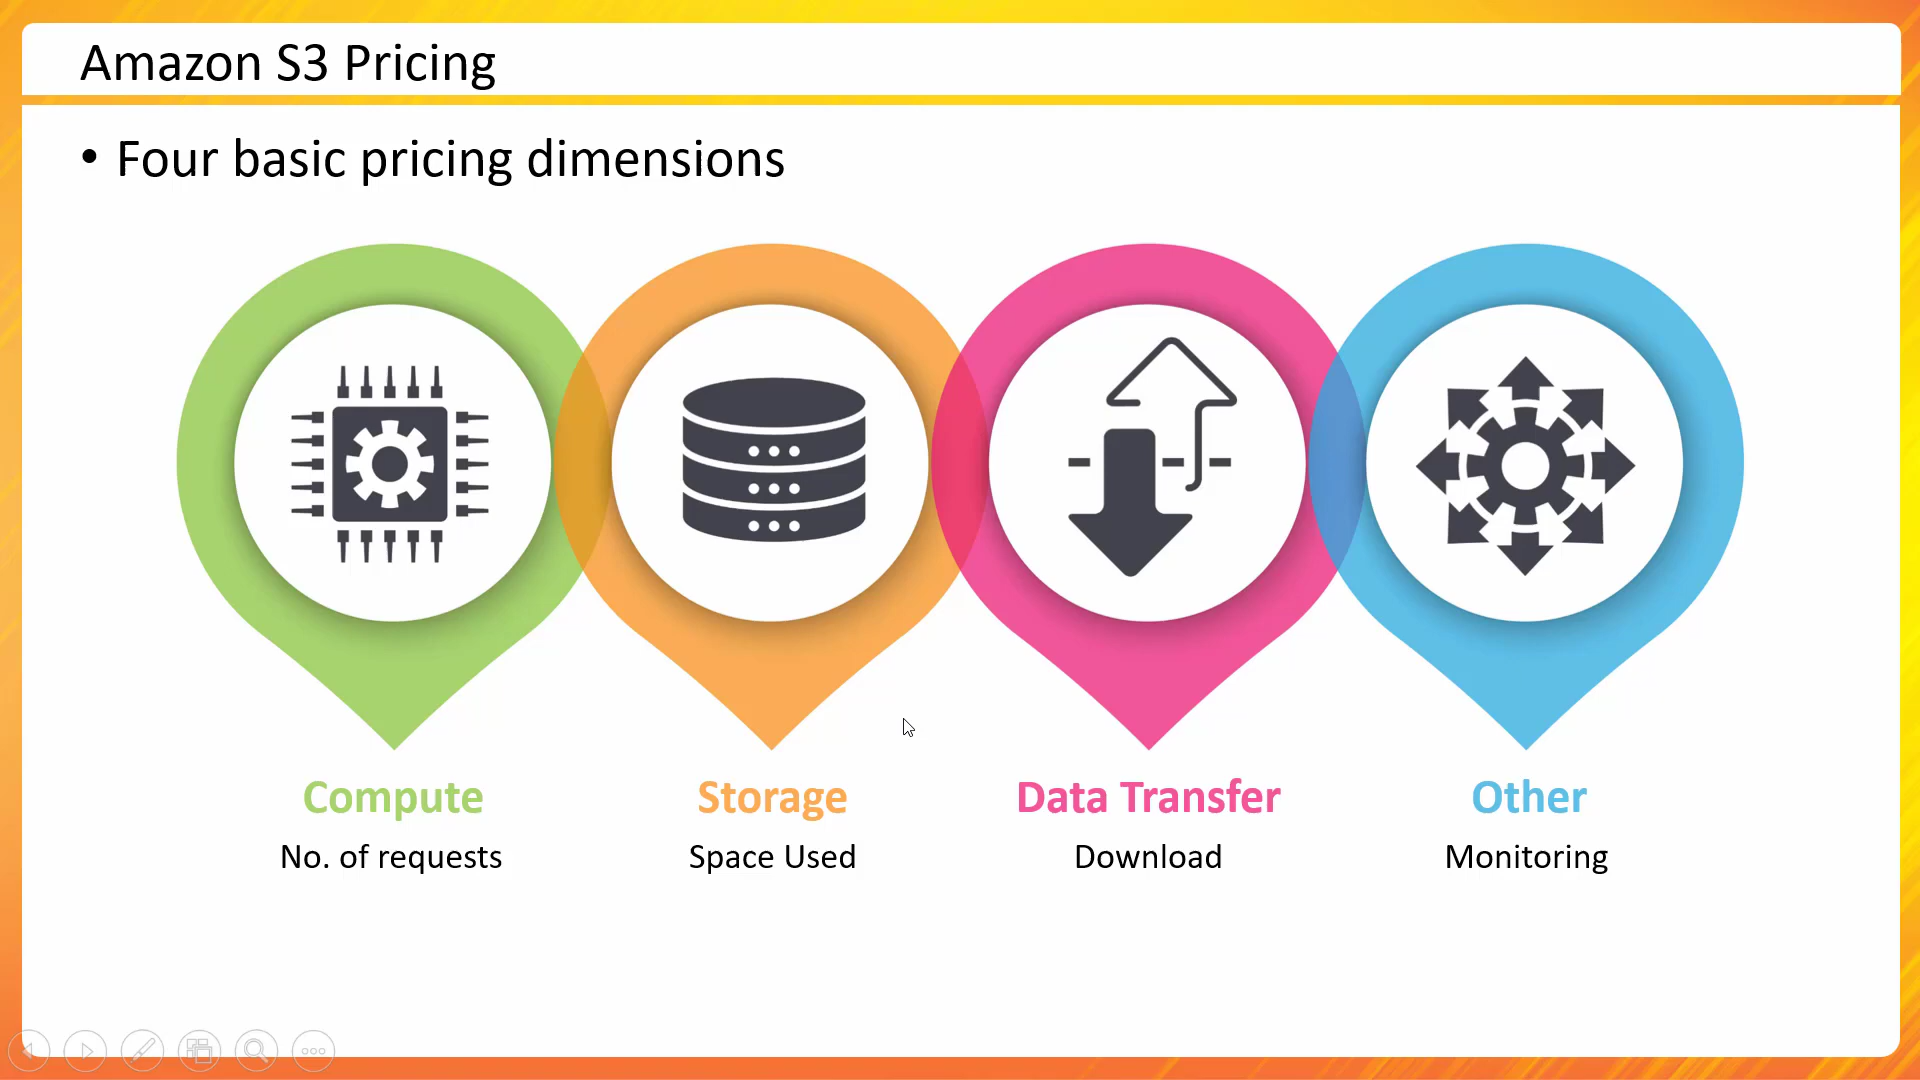 Amazon S3 Pricing
• Four basic pricing dimensions
Compute
No. of requests
Storage
Space Used
Data Transfer
Download
Other
Monitoring